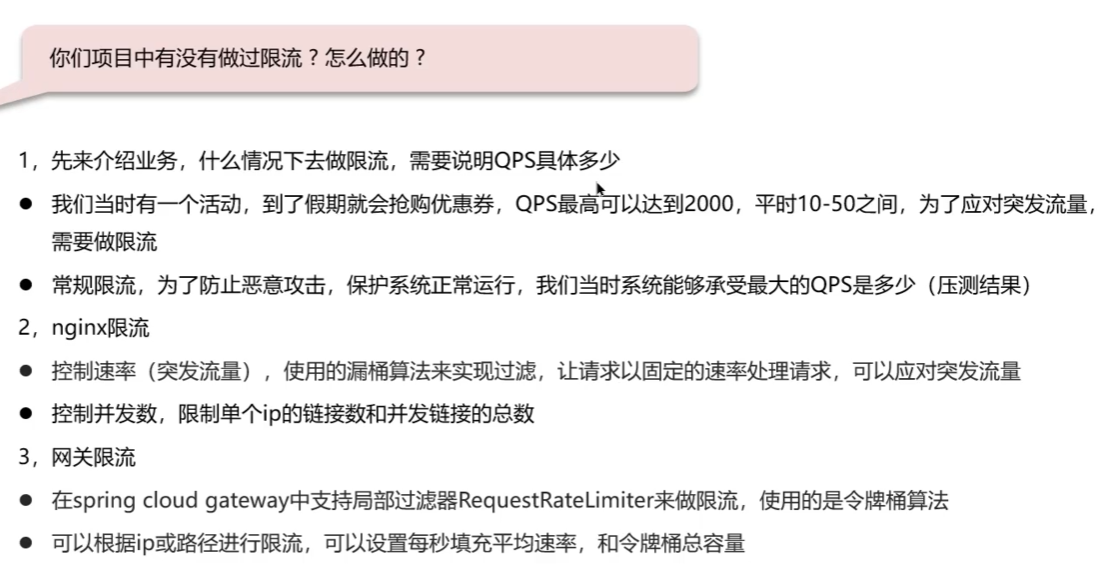 你们项目中有没有做过限流？怎么做的？
1，先来介绍业务，什么情况下去做限流，需要说明QPS具体多少
● 我们当时有一个活动，到了假期就会抢购优惠券，QPS最高可以达到2000，平时10-50之间，为了应对突发流量，
需要做限流
● 常规限流，为了防止恶意攻击，保护系统正常运行，我们当时系统能够承受最大的QPS是多少（压测结果）
2，nginx限流
● 控制速率（突发流量），使用的漏桶算法来实现过滤，让请求以固定的速率处理请求，可以应对突发流量
● 控制并发数，限制单个ip的链接数和并发链接的总数
3，网关限流
● 在spring cloud gateway中支持局部过滤器RequestRateLimiter来做限流，使用的是令牌桶算法
● 可以根据ip或路径进行限流，可以设置每秒填充平均速率，和令牌桶总容量